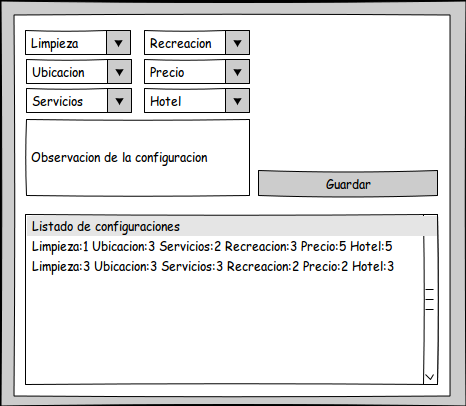 Limpieza Recreacion
Ubicacion Precio
Servicios Hotel
Observacion de la configuracion
Guardar
Listado de configuraciones
Limpieza:1 Ubicacion:3 Servicios:2 Recreacion:3 Precio:5 Hotel:5
Limpieza:3 Ubicacion:3 Servicios:3 Recreacion:2 Precio:2 Hotel:3